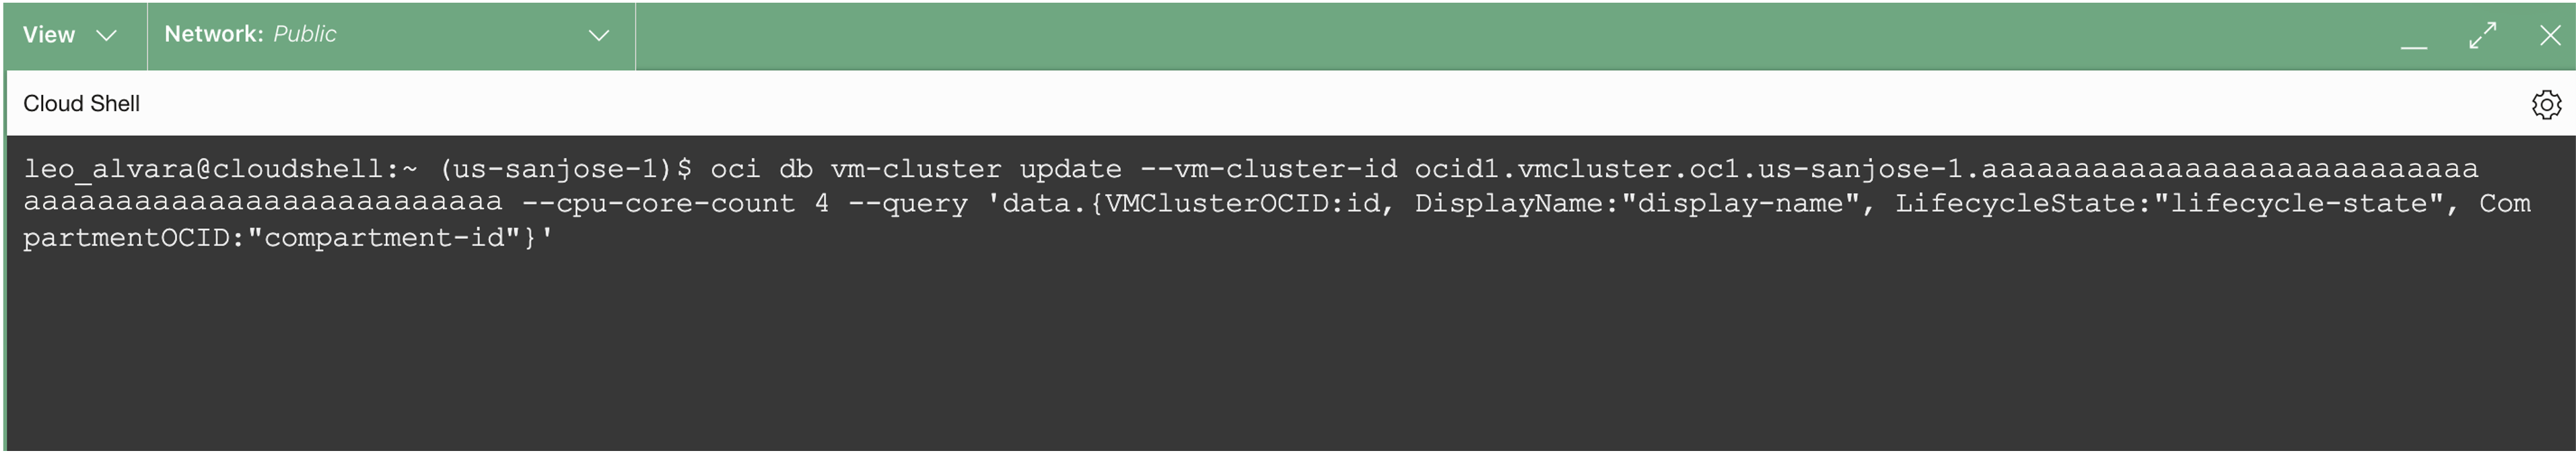 View Network: Public
Cloud Shell
leo_alvara@cloudshell:~ (us-sanjose-1)$ oci db vm-cluster update --vm-cluster-id ocid1.vmcluster.oc1.us-sanjose-1.aaaaaaaaaaaaaaaaaaaaaaaaaaa
aaaaaaaaaaaaaaaaaaaaaaaaaa --cpu-core-count 4 --query 'data.{VMClusterOCID:id, DisplayName:"display-name", LifecycleState:"lifecycle-state", Com
partmentOCID:"compartment-id"}'